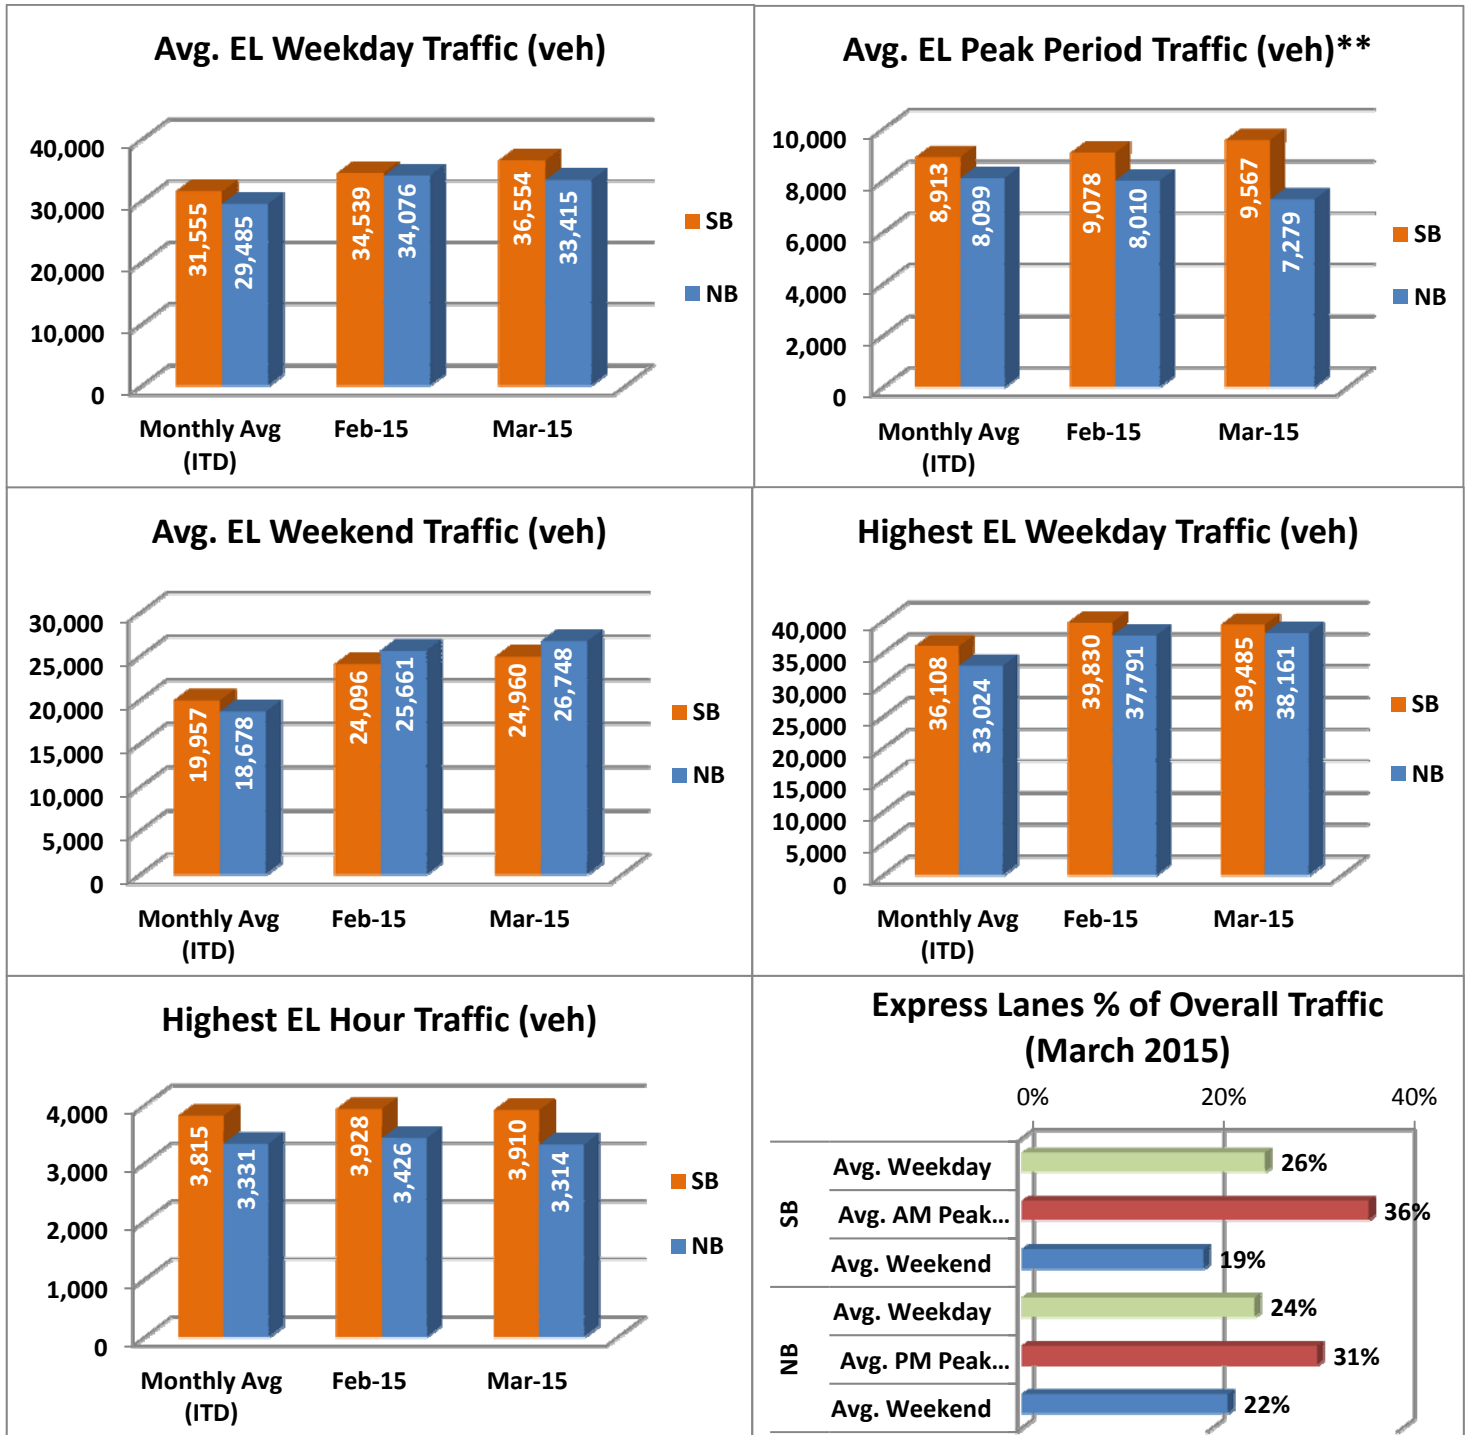 Avg. EL Weekday Traffic (veh)
40,000
30,000
20,000
10,000
0
31,555
29,485
34,539
34,076
36,554
33,415
SB
NB
Monthly Avg
(ITD)
Feb-15
Mar-15
Avg. EL Peak Period Traffic (veh)**
10,000
8,000
6,000
4,000
2,000
0
8,913
8,099
9,078
8,010
9,567
7,279
SB
NB
Monthly Avg
(ITD)
Feb-15
Mar-15
Avg. EL Weekend Traffic (veh)
30,000
25,000
20,000
15,000
10,000
5,000
0
19,957
18,678
24,096
25,661
24,960
26,748
SB
NB
Monthly Avg
(ITD)
Feb-15
Mar-15
Highest EL Weekday Traffic (veh)
40,000
35,000
30,000
25,000
20,000
15,000
10,000
5,000
0
36,108
33,024
39,830
37,791
39,485
38,161
SB
NB
Monthly Avg
(ITD)
Feb-15
Mar-15
Highest EL Hour Traffic (veh)
4,000
3,000
2,000
1,000
0
3,815
3,331
3,928
3,426
3,910
3,314
SB
NB
Monthly Avg
(ITD)
Feb-15
Mar-15
Express Lanes % of Overall Traffic
(March 2015)
0% 20% 40%
SB
Avg. Weekday 26%
Avg. AM Peak... 36%
Avg. Weekend 19%
NB
Avg. Weekday 24%
Avg. PM Peak... 31%
Avg. Weekend 22%